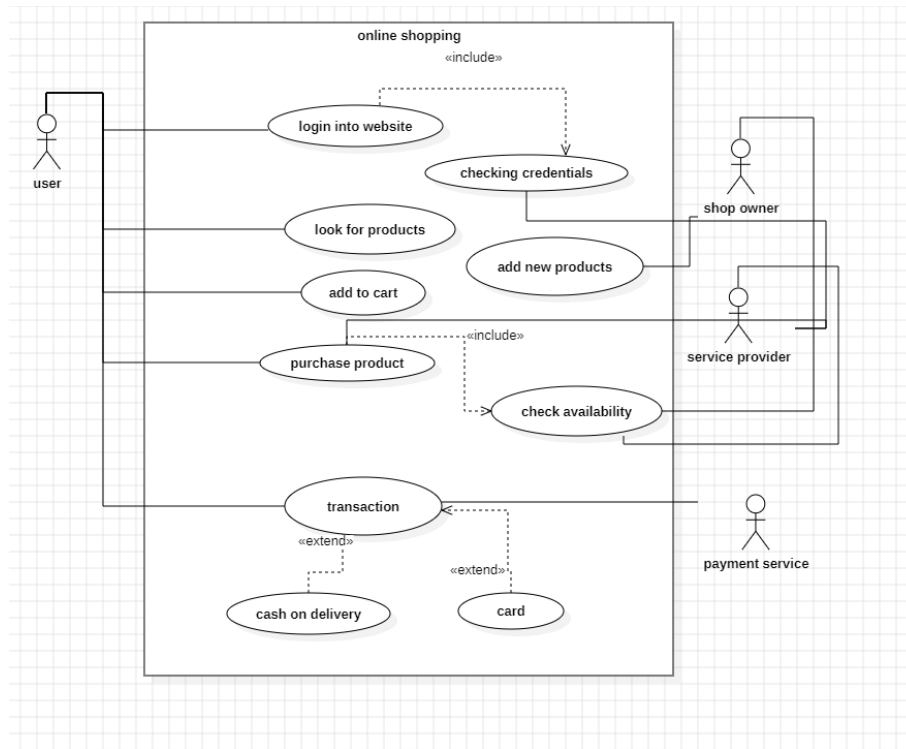 online shopping
«include»
login into website
user
checking credentials
shop owner
look for products
add new products
add to cart
«include»
service provider
purchase product
check availability
transaction
«extend»
payment service
«extend»
cash on delivery
card